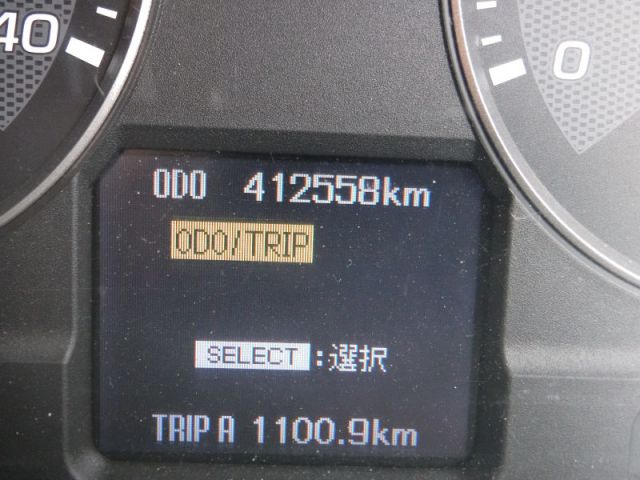 40
0
ODO 412558km
ODO/TRIP
SELECT :選択
TRIP A 1100.9km